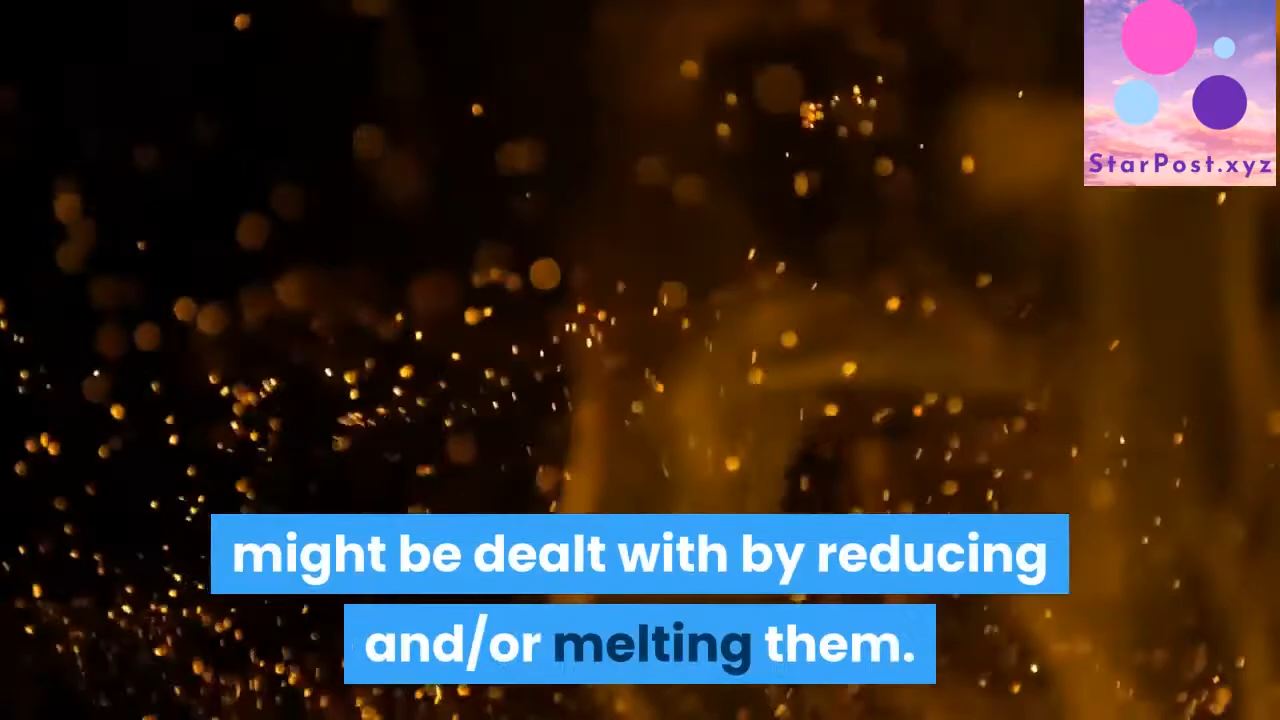 StarPost.xyz
might be dealt with by reducing
and/or melting them.